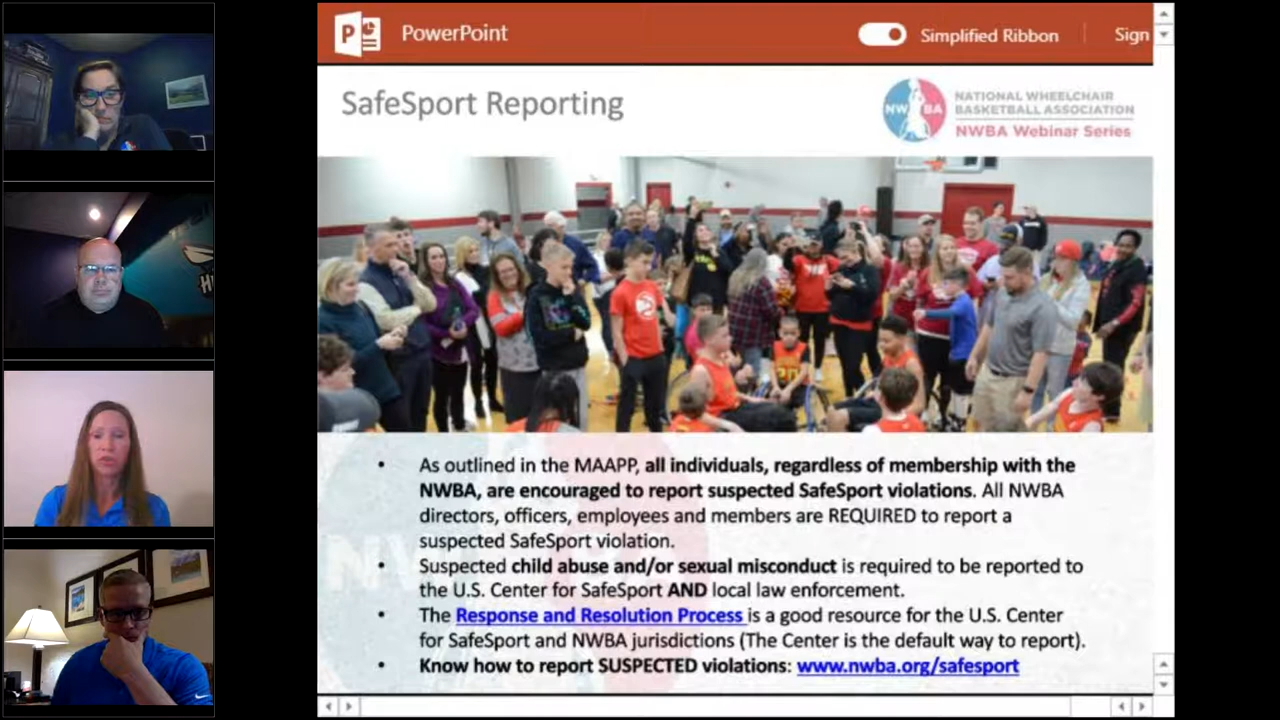 PowerPoint
Simplified Ribbon
Sign
SafeSport Reporting
NW BA
NATIONAL WHEELCHAIR
BASKETBALL ASSOCIATION
NWBA Webinar Series
• As outlined in the MAAPP, all individuals, regardless of membership with the
NWBA, are encouraged to report suspected SafeSport violations. All NWBA
directors, officers, employees and members are REQUIRED to report a
suspected SafeSport violation.
• Suspected child abuse and/or sexual misconduct is required to be reported to
the U.S. Center for SafeSport AND local law enforcement.
• The Response and Resolution Process is a good resource for the U.S. Center
for SafeSport and NWBA jurisdictions (The Center is the default way to report).
• Know how to report SUSPECTED violations: www.nwba.org/safesport